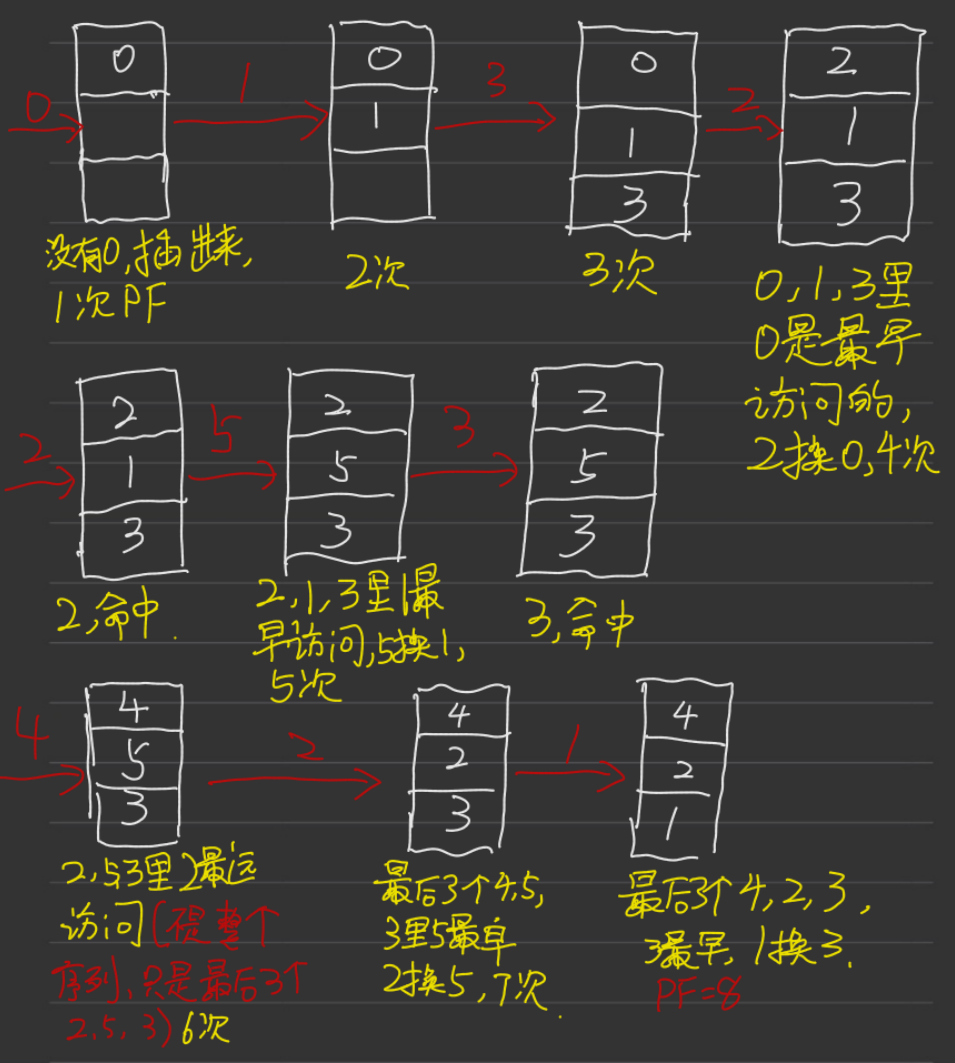 0
0
1
0
1
3
0
1
3
2
2
1
3
没有0,插进来,
1次PF
2次
3次
0,1,3里
0是最早
访问的,
2换0,4次
2
2
1
3
5
2
5
3
3
2
5
3
2,命中.
2,1,3里1最
早访问,5换1,
5次
3,命中
4
4
5
3
2
4
2
3
1
4
2
1
2,5,3里2最远
访问(
整个
序列,只是最后3个
2,5,3)6次
最后3个4,5,
3里5最早
2换5,7次.
最后3个4,2,3,
3最早,1换3.
PF=8